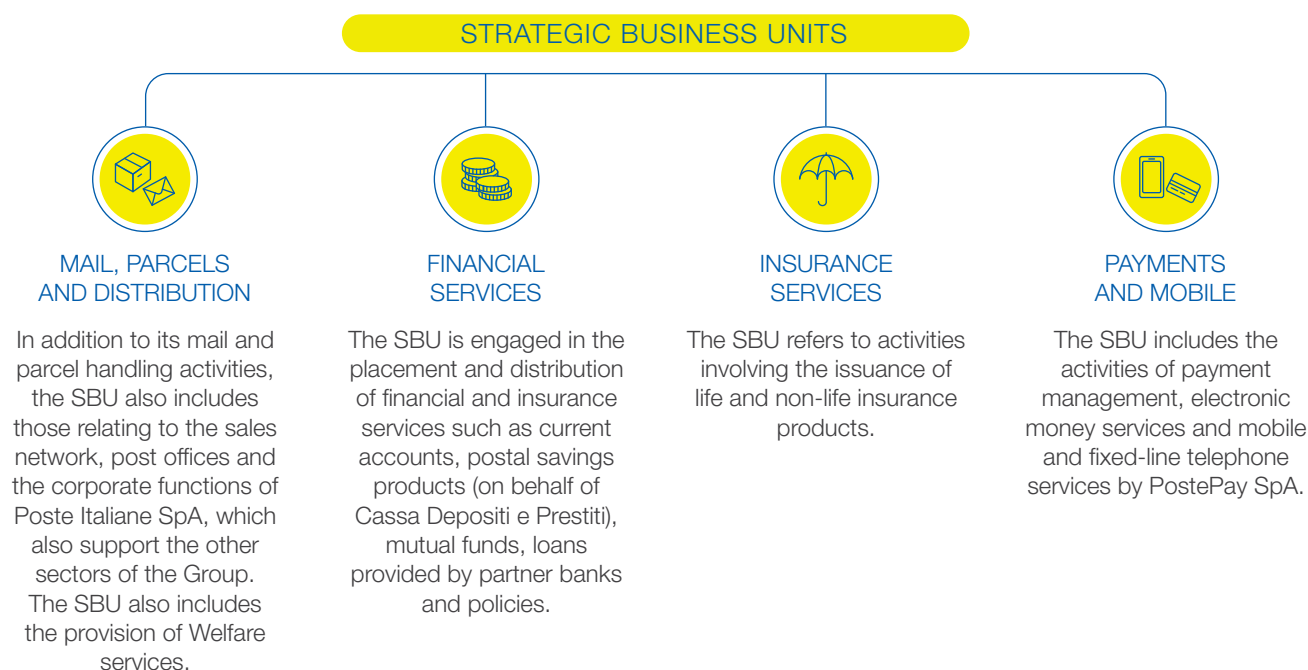 STRATEGIC BUSINESS UNITS
MAIL, PARCELS
AND DISTRIBUTION
In addition to its mail and
parcel handling activities,
the SBU also includes
those relating to the sales
network, post offices and
the corporate functions of
Poste Italiane SpA, which
also support the other
sectors of the Group.
The SBU also includes
the provision of Welfare
services.
FINANCIAL
SERVICES
The SBU is engaged in the
placement and distribution
of financial and insurance
services such as current
accounts, postal savings
products (on behalf of
Cassa Depositi e Prestiti),
mutual funds, loans
provided by partner banks
and policies.
INSURANCE
SERVICES
The SBU refers to activities
involving the issuance of
life and non-life insurance
products.
PAYMENTS
AND MOBILE
The SBU includes the
activities of payment
management, electronic
money services and mobile
and fixed-line telephone
services by PostePay SpA.